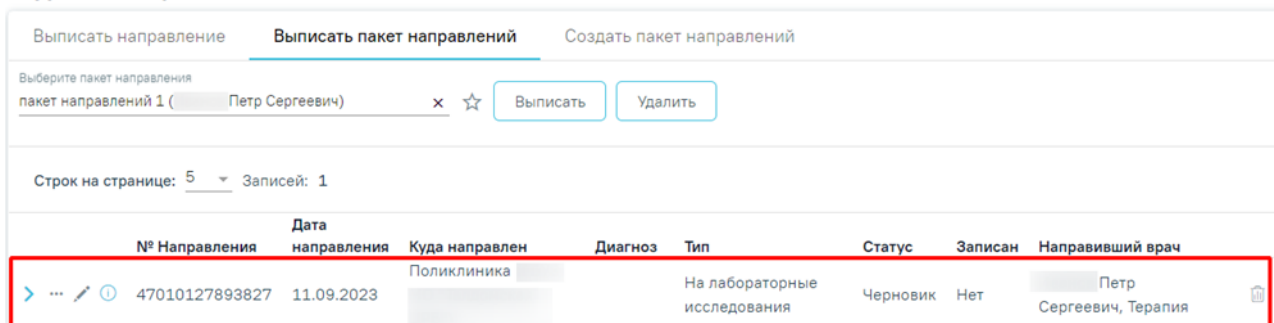 Выписать направление Выписать пакет направлений Создать пакет направлений
Выберите пакет направления
пакет направлений 1 ( Петр Сергеевич) × Выписать Удалить
Строк на странице: 5 Записей: 1
№ Направления Дата направления Куда направлен Диагноз Тип Статус Записан Направивший врач
47010127893827 11.09.2023 Поликлиника На лабораторные исследования Черновик Нет Петр Сергеевич, Терапия